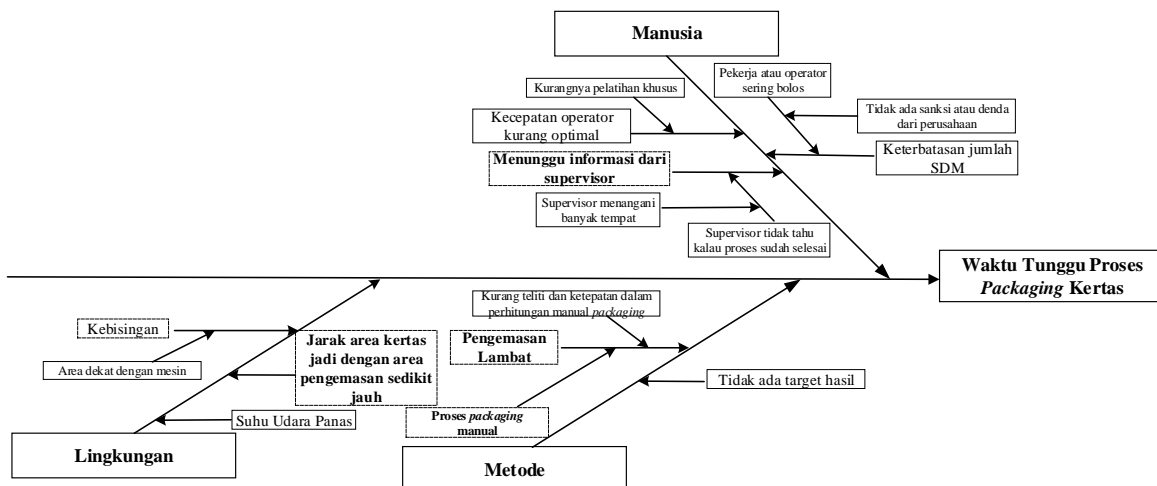 Manusia
Pekerja atau operator
sering bolos
Kurangnya pelatihan khusus
Tidak ada sanksi atau denda
dari perusahaan
Kecepatan operator
kurang optimal
Keterbatasan jumlah
SDM
Menunggu informasi dari
supervisor
Supervisor menangani
banyak tempat
Supervisor tidak tahu
kalau proses sudah selesai
Waktu Tunggu Proses
Packaging Kertas
Kurang teliti dan ketepatan dalam
perhitungan manual packaging
Kebisingan
Area dekat dengan mesin
Jarak area kertas
jadi dengan area
pengemasan sedikit
jauh
Pengemasan
Lambat
Tidak ada target hasil
Suhu Udara Panas
Proses packaging
manual
Lingkungan
Metode